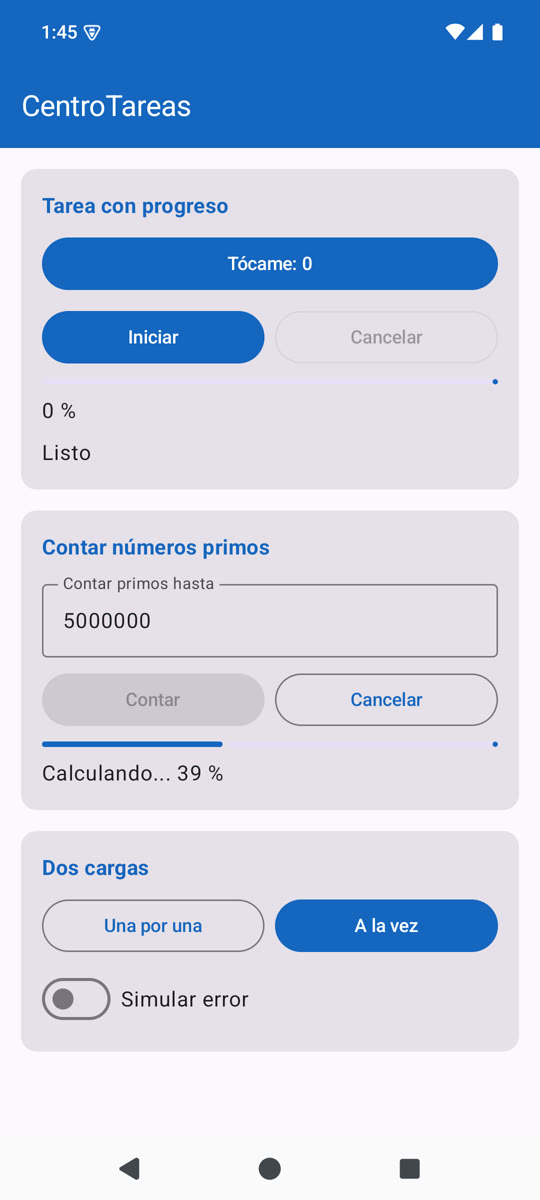 1:45
CentroTareas
Tarea con progreso
Tócame: 0
Iniciar
Cancelar
0 %
Listo
Contar números primos
Contar primos hasta
5000000
Contar
Cancelar
Calculando... 39 %
Dos cargas
Una por una
A la vez
Simular error